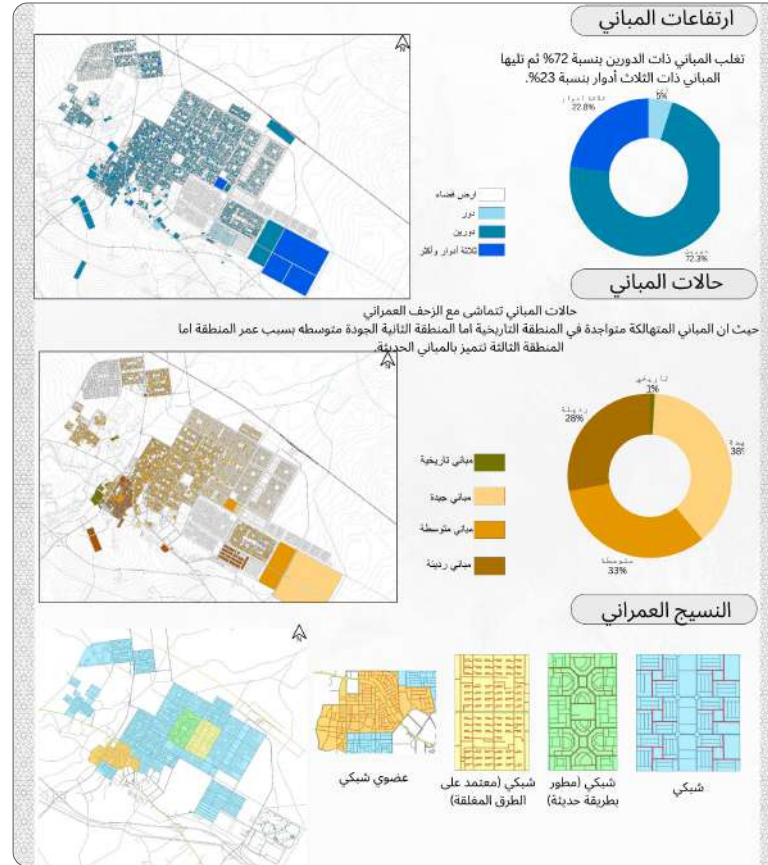 ارتفاعات المباني
تغلب المباني ذات الدورين بنسبة 72% ثم تليها
المباني ذات الثلاث أدوار بنسبة 23%.
5%
ثلاثة أدوار
22.8%
دورين
72.3%
ارض فضاء
دور
دورين
ثلاثة أدوار وأكثر
حالات المباني
حالات المباني تتماشى مع الزحف العمراني
حيث ان المباني المتهالكة متواجدة في المنطقة التاريخية اما المنطقة الثانية الجودة متوسطه بسبب عمر المنطقة اما
المنطقة الثالثة تتميز بالمباني الحديثة.
تاريخي
1%
رديئة
28%
38%
متوسطة
33%
مباني تاريخية
مباني جيدة
مباني متوسطة
مباني رديئة
النسيج العمراني
شبكي
شبكي (مطور
بطريقة حديثة)
شبكي (معتمد على
الطرق المغلقة)
عضوي شبكي